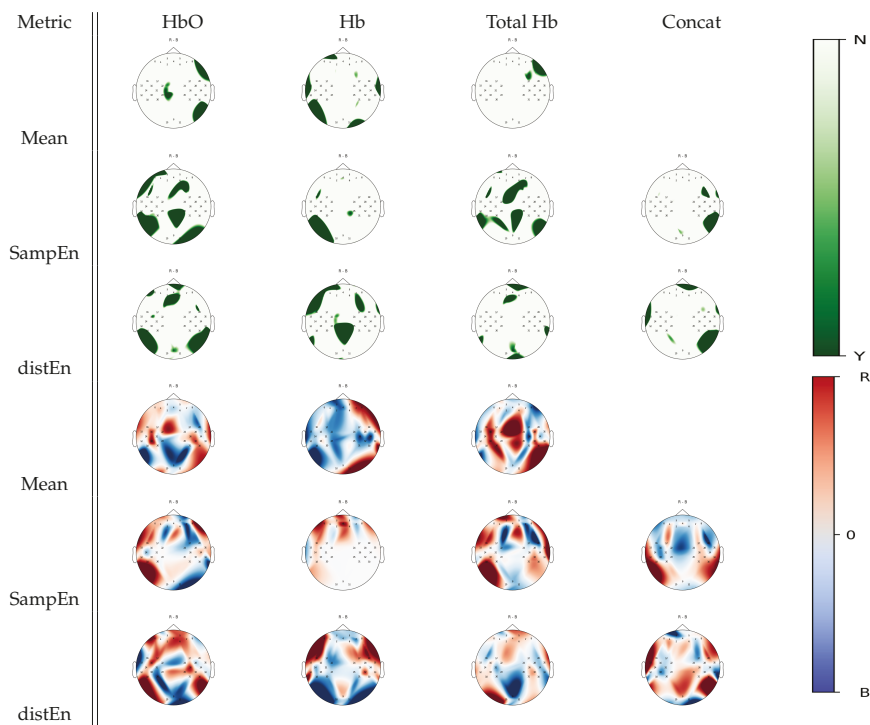 Metric HbO Hb Total Hb Concat
R-B R-B R-B
N
Mean
R-B R-B R-B R-B
SampEn
R-B R-B R-B R-B
Y
distEn
R
R-B R-B R-B
Mean
R-B R-B R-B R-B
0
SampEn
R-B R-B R-B R-B
B
distEn